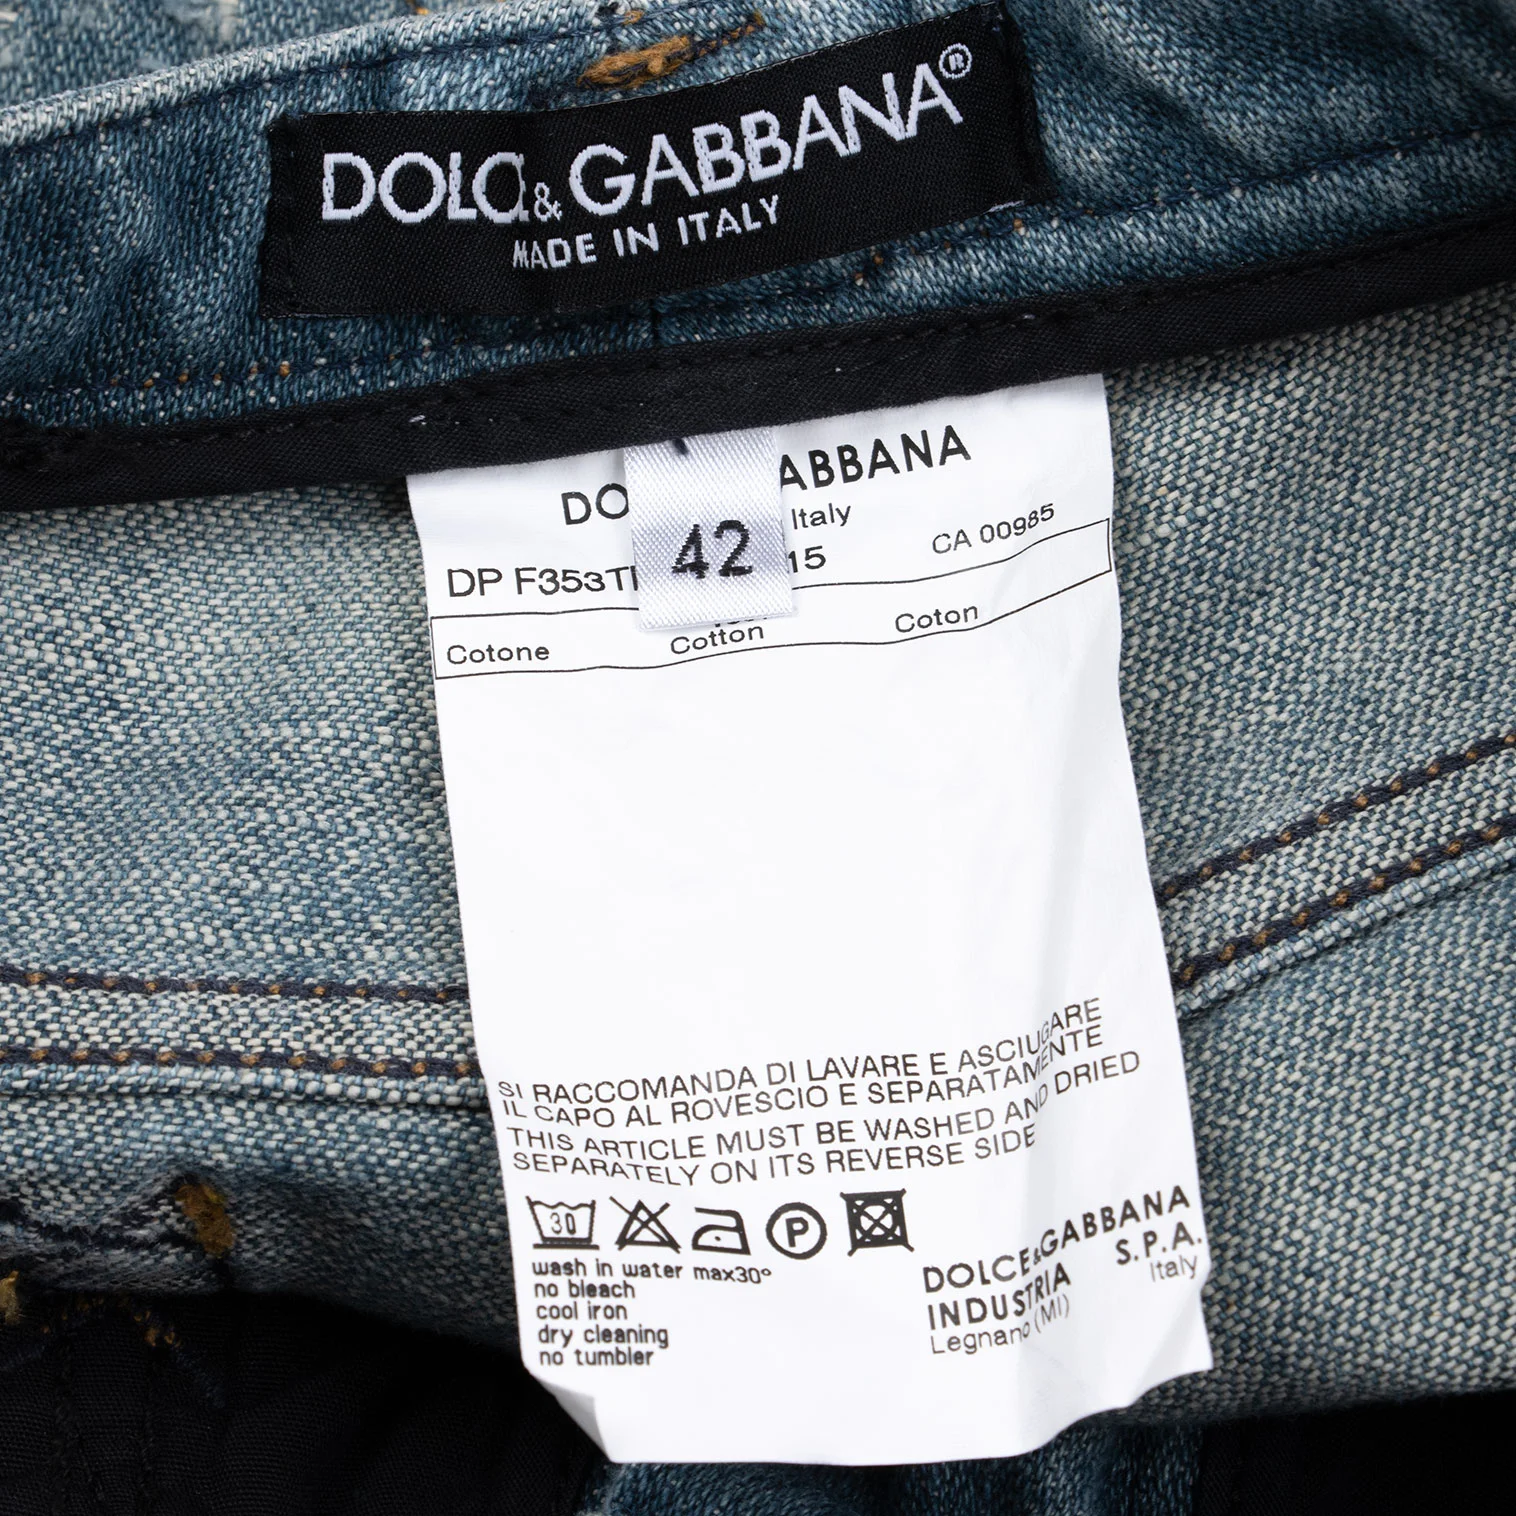 DOLC& GABBANA®
MADE IN ITALY
DO ABBANA
Italy
42
DP F353T 15 CA 00985
Cotone Cotton Coton
SI RACCOMANDA DI LAVARE E ASCIUGARE
IL CAPO AL ROVESCIO E SEPARATAMENTE
THIS ARTICLE MUST BE WASHED AND DRIED
SEPARATELY ON ITS REVERSE SIDE
30 P
wash in water max30°
no bleach
cool iron
dry cleaning
no tumbler
DOLCE&GABBANA
INDUSTRIA S.P.A.
Legnano (MI) Italy